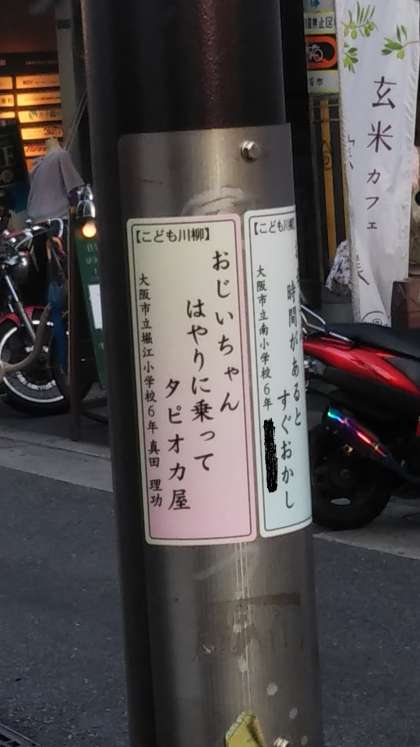 【こども川柳】
おじいちゃん
はやりに乗って
タピオカ屋
大阪市立堀江小学校6年 真田 理功
【こども川柳】
時間があると
すぐおかし
大阪市立南小学校6年
玄米カフェ